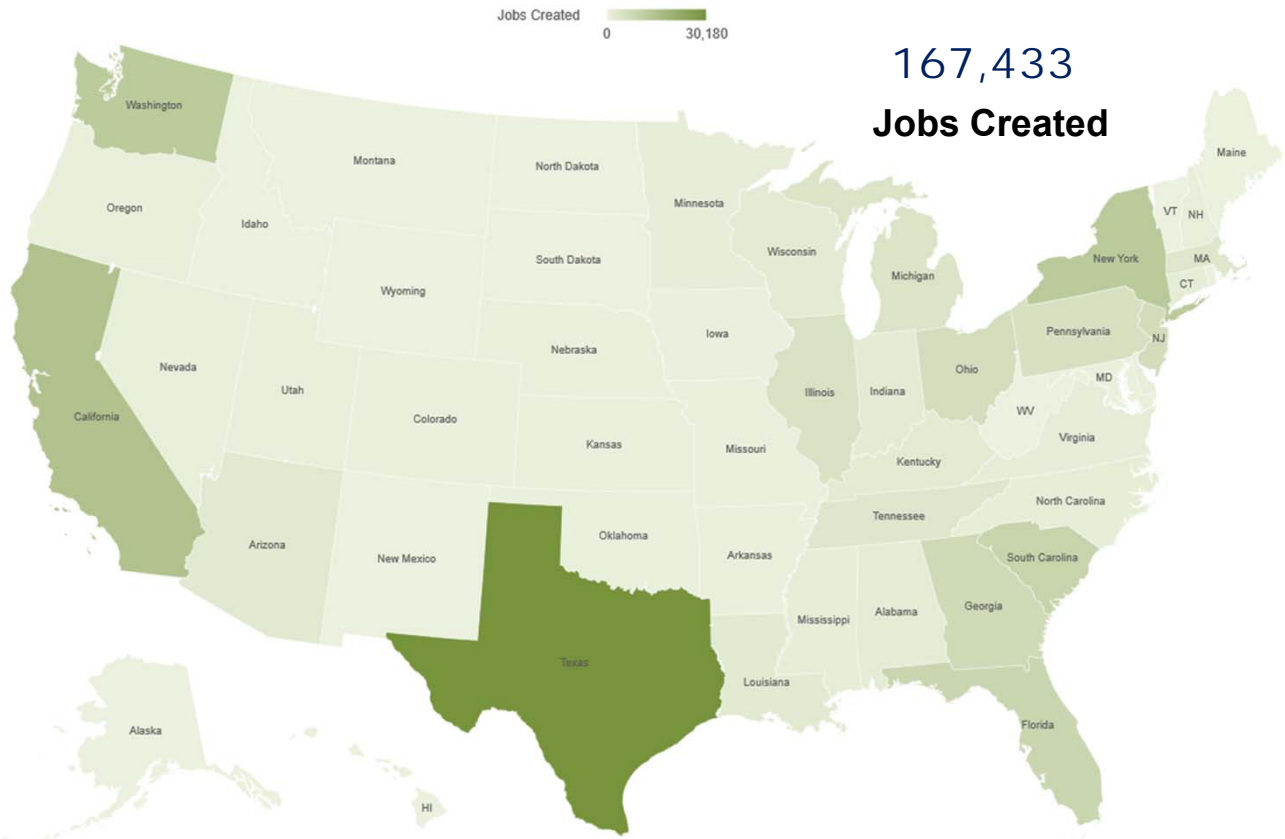 Jobs Created
0 30,180
167,433
Jobs Created
Washington
Montana
North Dakota
Minnesota
Maine
Oregon
Idaho
South Dakota
Wisconsin
Michigan
New York
VT
NH
MA
CT
Wyoming
Iowa
Nebraska
Pennsylvania
NJ
Nevada
Utah
Colorado
Illinois
Indiana
Ohio
MD
California
Kansas
Missouri
WV
Virginia
Kentucky
Arizona
New Mexico
Oklahoma
Arkansas
Tennessee
North Carolina
South Carolina
Georgia
Mississippi
Alabama
Texas
Louisiana
Florida
Alaska
HI